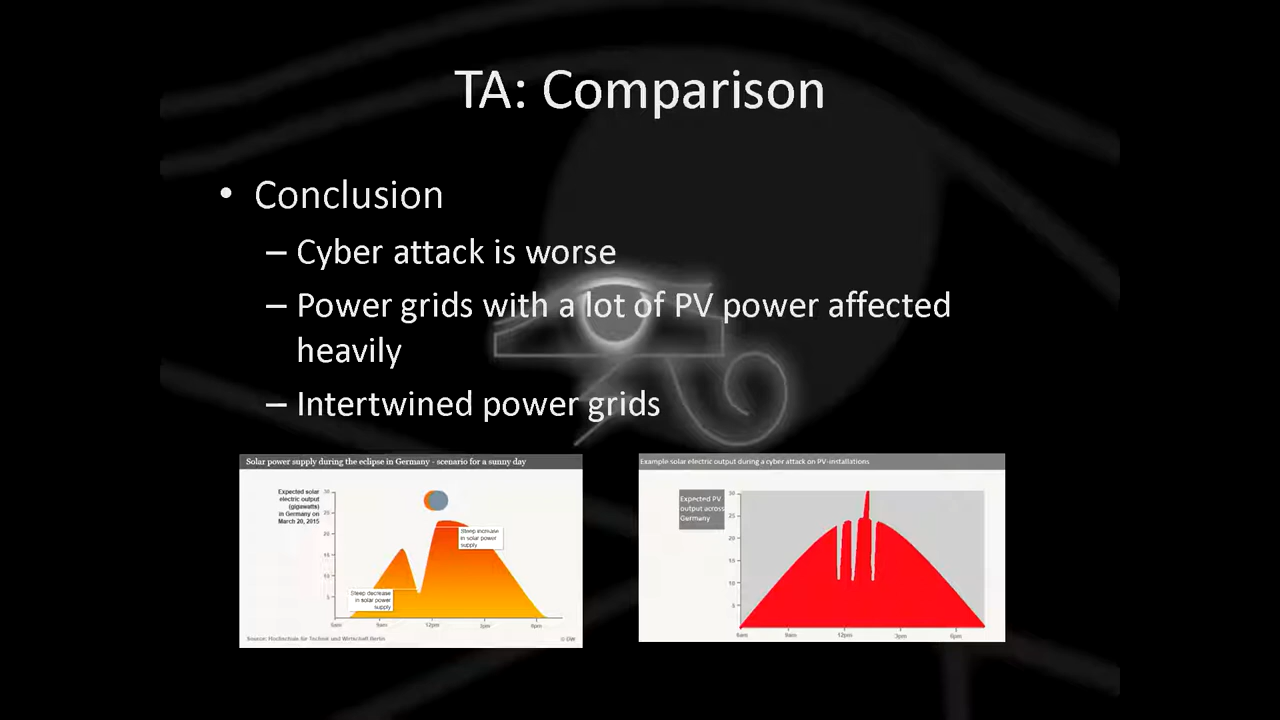 TA: Comparison
• Conclusion
– Cyber attack is worse
– Power grids with a lot of PV power affected
heavily
– Intertwined power grids
Solar power supply during the eclipse in Germany - scenario for a sunny day
Expected solar
electric output
(gigawatts)
in Germany on
March 20, 2015
30
25
20
15
10
5
Steep increase
in solar power
supply
Steep decrease
in solar power
supply
6am 9am 12pm 3pm 6pm
Source: Hochschule für Technik und Wirtschaft Berlin
© DW
Example solar electric output during a cyber attack on PV-installations
Expected PV
output across
Germany
30
25
20
15
10
5
6am 9am 12pm 3pm 6pm